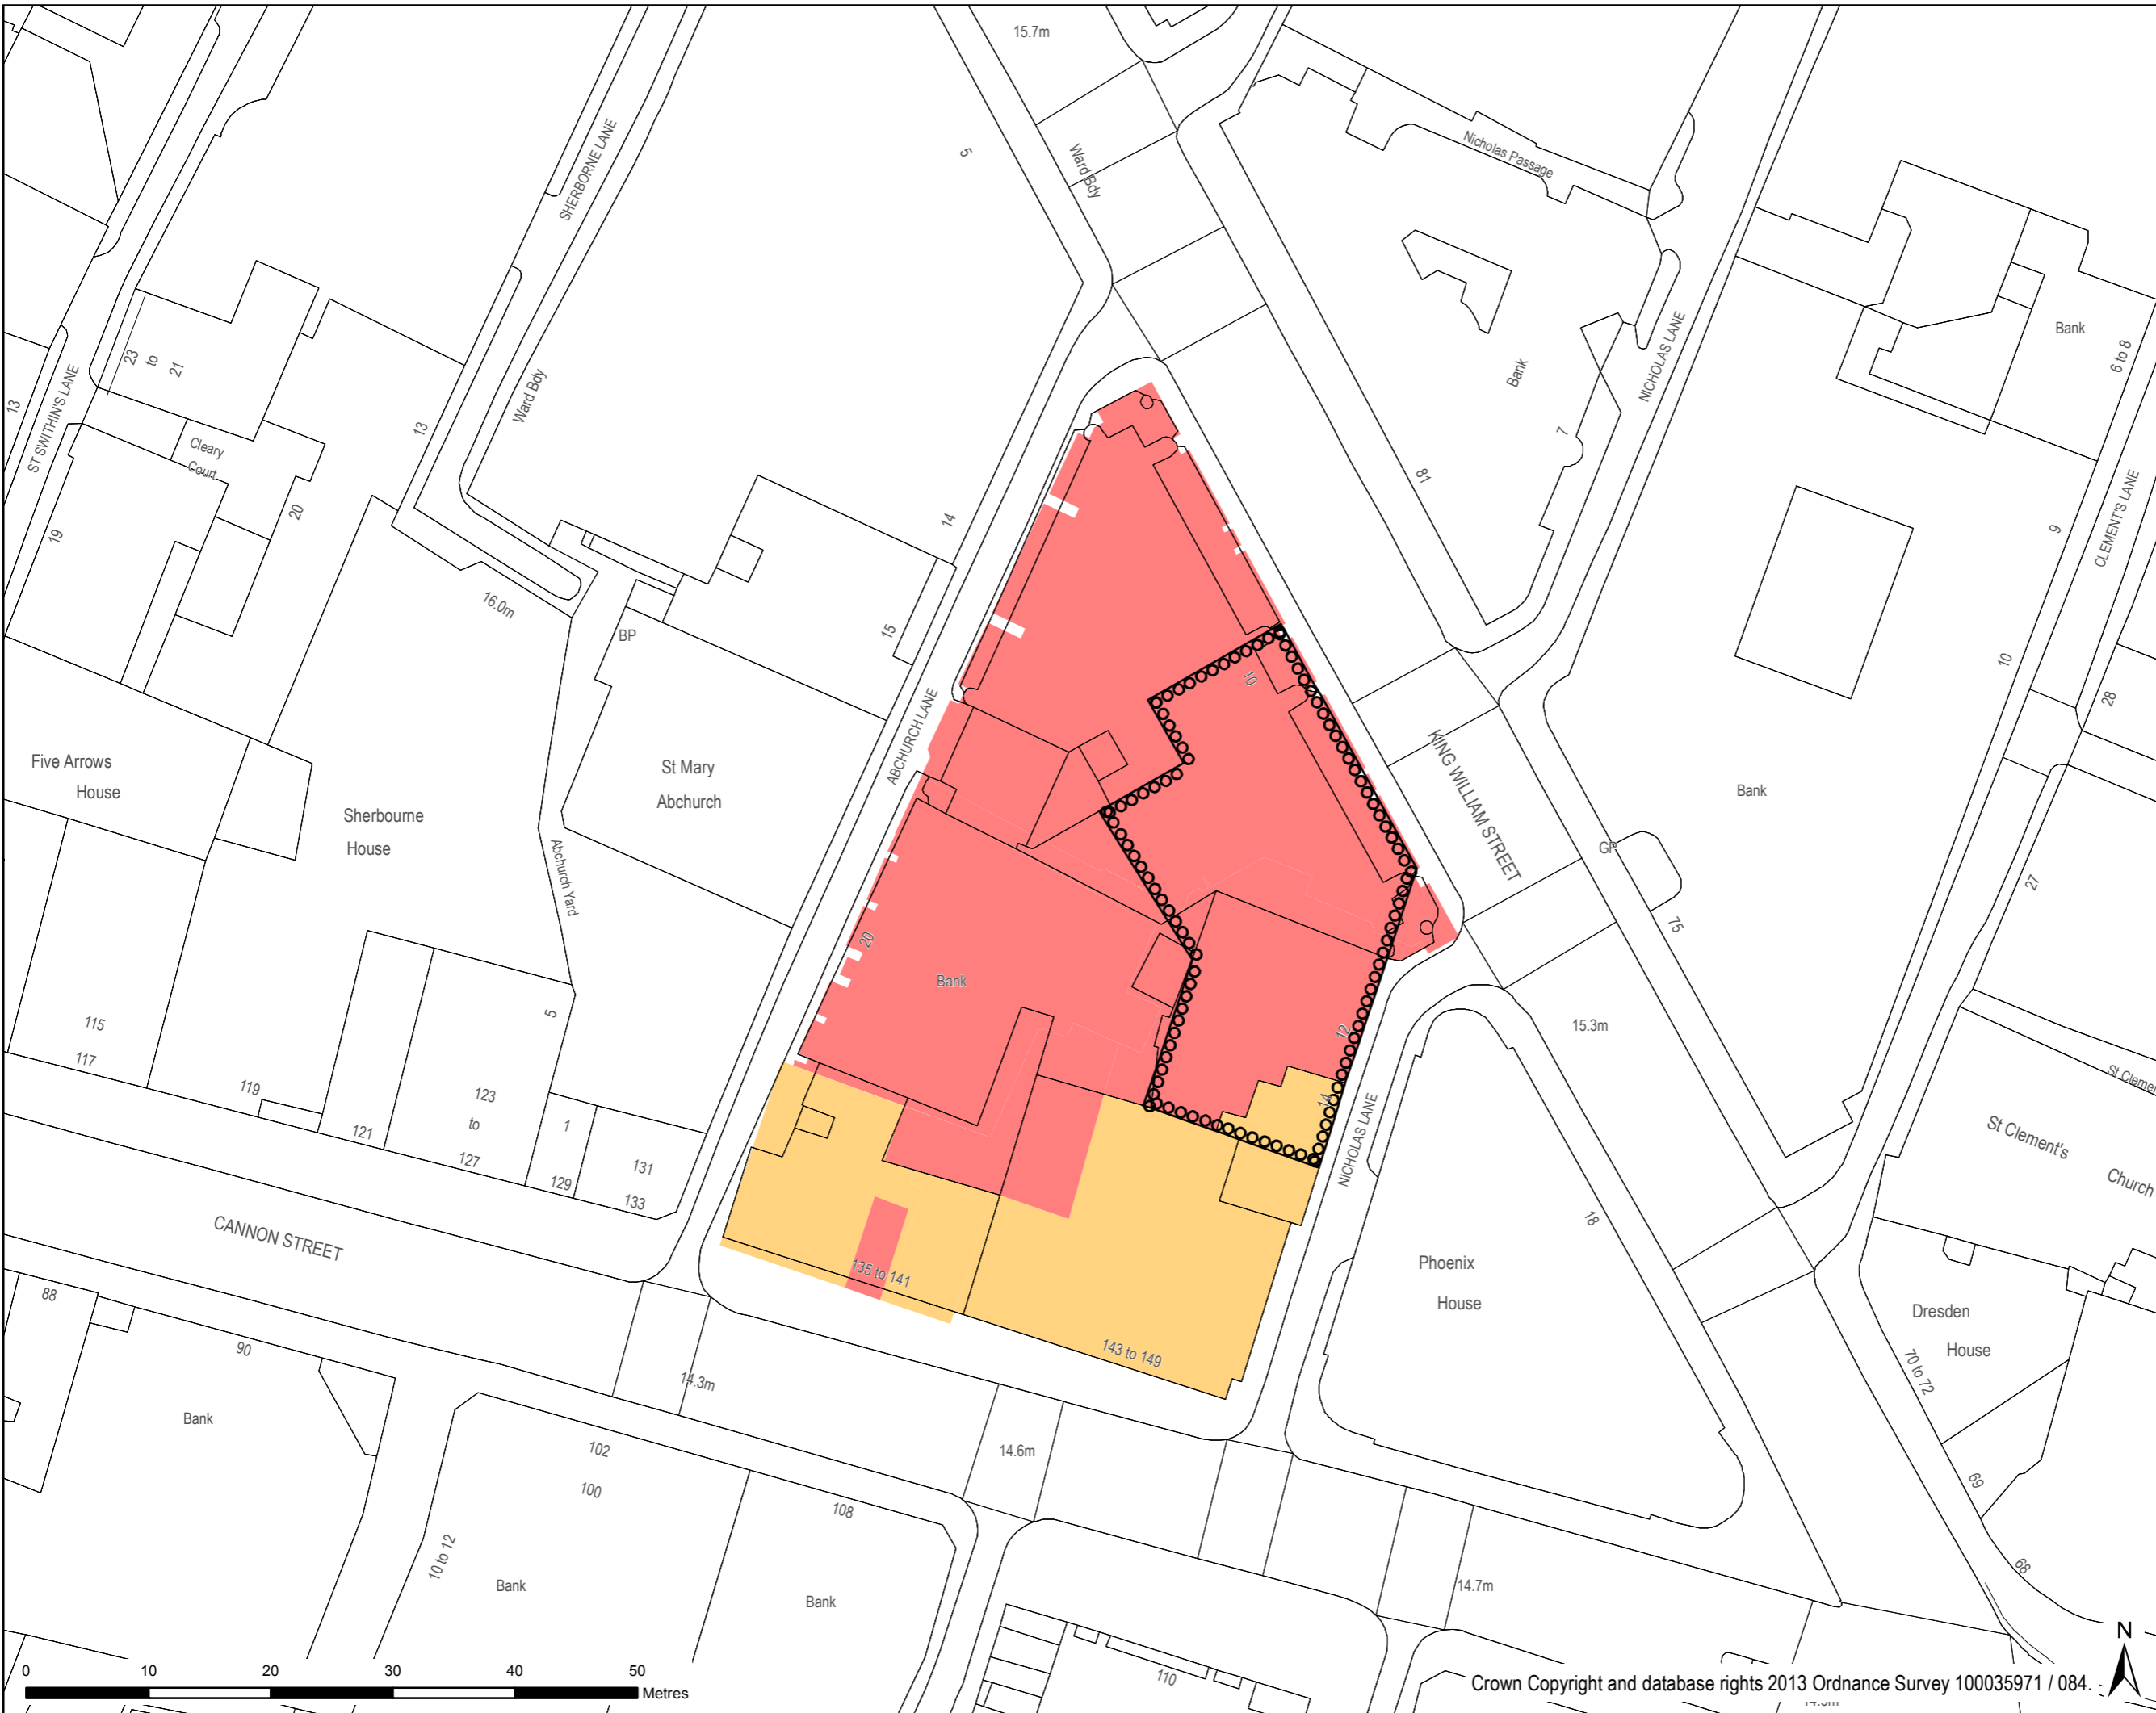 15.7m
5
Ward Bdy
SHERBORNE LANE
Nicholas Passage
Bank
6 to 8
NICHOLAS LANE
Bank
7
81
23
to
21
13
ST SWITHIN'S LANE
Cleary
Court
13
Ward Bdy
20
19
14
9
CLEMENT'S LANE
16.0m
BP
15
10
10
28
ABCHURCH LANE
KING WILLIAM STREET
Five Arrows
House
St Mary
Abchurch
Bank
Sherbourne
House
Abchurch Yard
GP
27
75
20
Bank
115
117
119
123
to
127
121
5
1
129
131
133
12
14
15.3m
NICHOLAS LANE
St Clement's
Church
CANNON STREET
135 to 141
18
Phoenix
House
143 to 149
Dresden
House
70 to 72
88
90
Bank
14.3m
102
100
108
14.6m
69
68
10 to 12
Bank
Bank
14.7m
110
N
0 10 20 30 40 50
Metres
Crown Copyright and database rights 2013 Ordnance Survey 100035971 / 084.